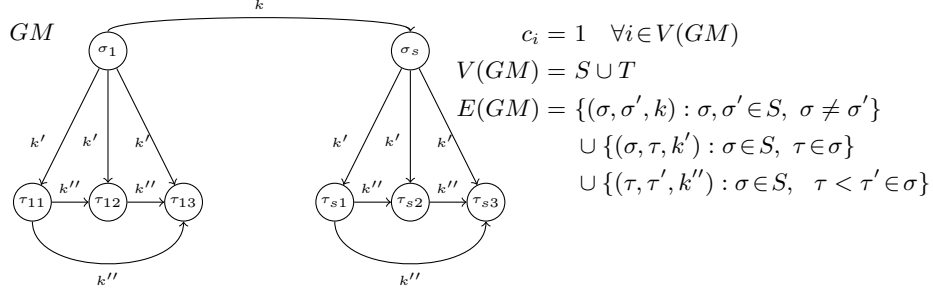 k
GM
σ₁
σₛ
cᵢ = 1 ∀i∈V(GM)
V(GM) = S ∪ T
E(GM) = {(σ, σ′, k) : σ, σ′ ∈ S, σ ≠ σ′}
∪ {(σ, τ, k′) : σ ∈ S, τ ∈ σ}
∪ {(τ, τ′, k′′) : σ ∈ S, τ < τ′ ∈ σ}
k′ k′ k′ k′ k′ k′
τ₁₁ k′′ τ₁₂ k′′ τ₁₃ τₛ₁ k′′ τₛ₂ k′′ τₛ₃
k′′ k′′